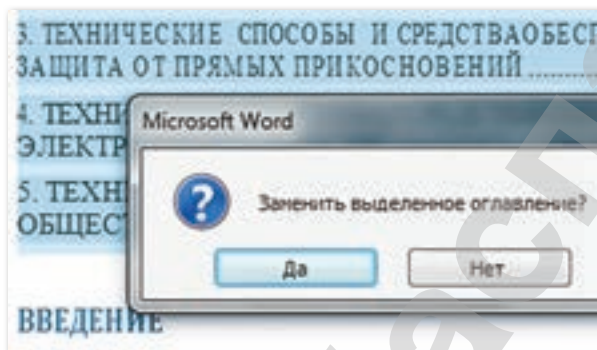 3. ТЕХНИЧЕСКИЕ СПОСОБЫ И СРЕДСТВАОБЕСП
ЗАЩИТА ОТ ПРЯМЫХ ПРИКОСНОВЕНИЙ ..........
4. ТЕХНИ
ЭЛЕКТР
5. ТЕХН
ОБЩЕС
Microsoft Word
Заменить выделенное оглавление?
Да
Нет
ВВЕДЕНИЕ